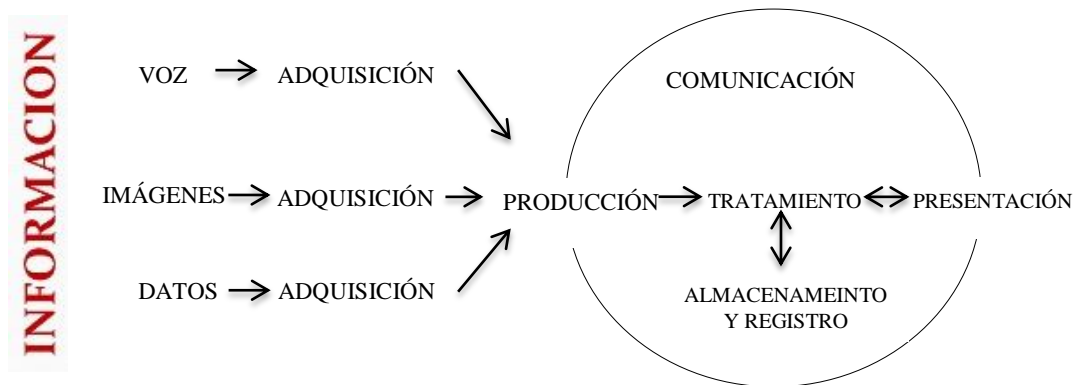 INFORMACION
VOZ
ADQUISICIÓN
COMUNICACIÓN
IMÁGENES
ADQUISICIÓN
PRODUCCIÓN
TRATAMIENTO
PRESENTACIÓN
DATOS
ADQUISICIÓN
ALMACENAMEINTO
Y REGISTRO